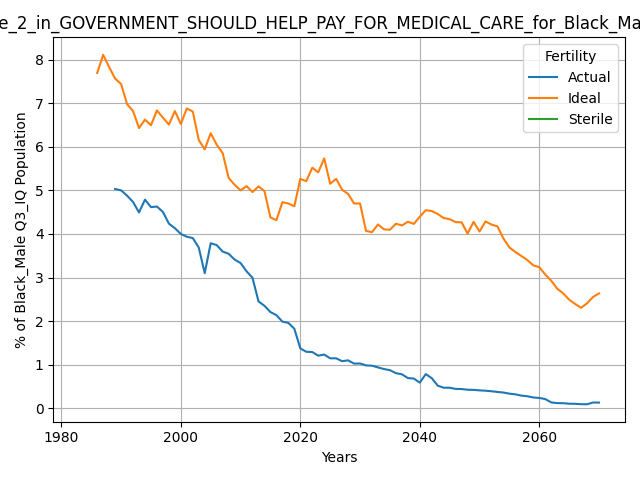 e_2_in_GOVERNMENT_SHOULD_HELP_PAY_FOR_MEDICAL_CARE_for_Black_Ma
% of Black_Male Q3_IQ Population
8
7
6
5
4
3
2
1
0
Fertility
Actual
Ideal
Sterile
1980
2000
2020
2040
2060
Years